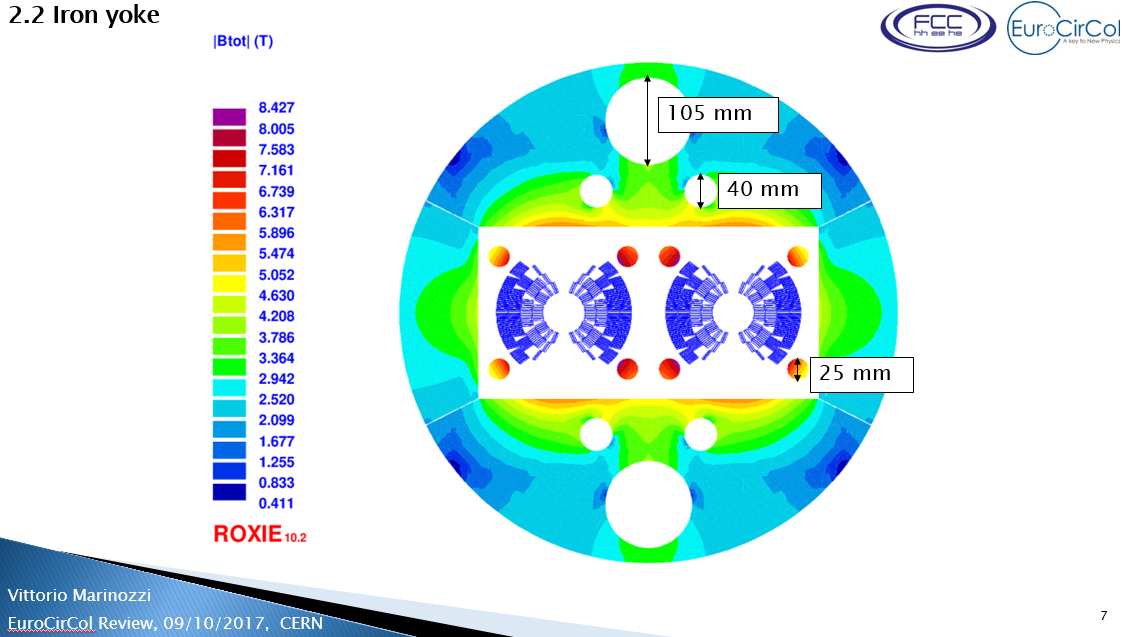 2.2 Iron yoke
FCC
hh ee he
EuroCirCol
A key to New Physics
|Btot| (T)
8.427
8.005
7.583
7.161
6.739
6.317
5.896
5.474
5.052
4.630
4.208
3.786
3.364
2.942
2.520
2.099
1.677
1.255
0.833
0.411
ROXIE 10.2
105 mm
40 mm
25 mm
Vittorio Marinozzi
EuroCirCol Review, 09/10/2017, CERN
7